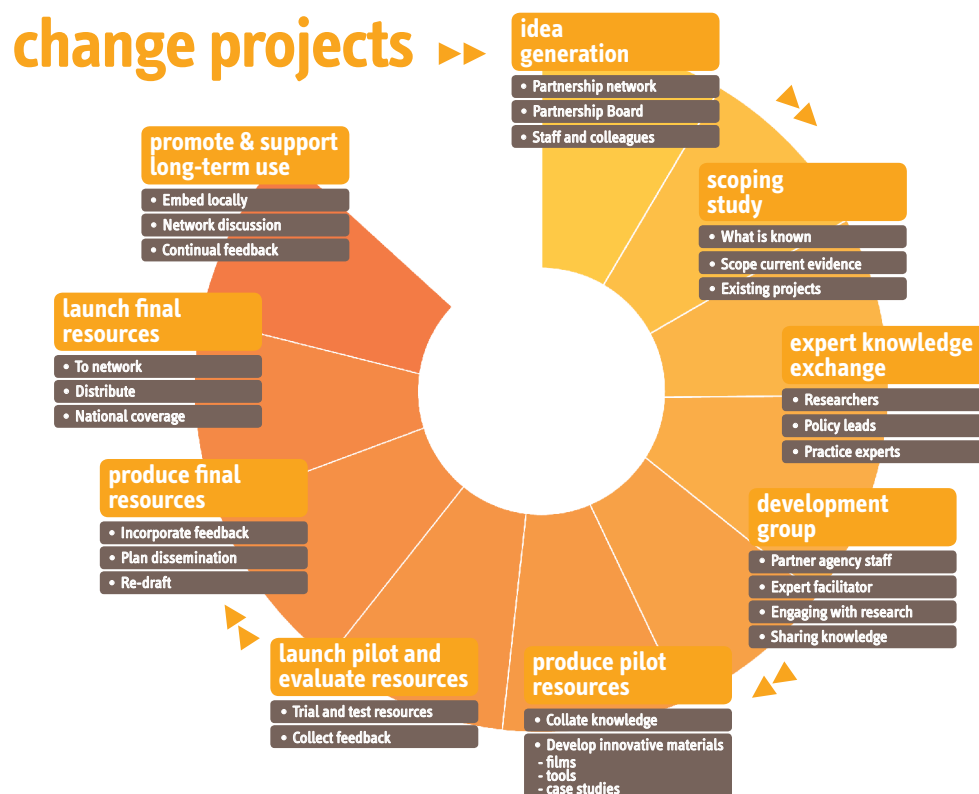 change projects
idea
generation
• Partnership network
• Partnership Board
• Staff and colleagues
scoping
study
• What is known
• Scope current evidence
• Existing projects
expert knowledge
exchange
• Researchers
• Policy leads
• Practice experts
development
group
• Partner agency staff
• Expert facilitator
• Engaging with research
• Sharing knowledge
produce pilot
resources
• Collate knowledge
• Develop innovative materials
- films
- tools
- case studies
launch pilot and
evaluate resources
• Trial and test resources
• Collect feedback
produce final
resources
• Incorporate feedback
• Plan dissemination
• Re-draft
launch final
resources
• To network
• Distribute
• National coverage
promote & support
long-term use
• Embed locally
• Network discussion
• Continual feedback